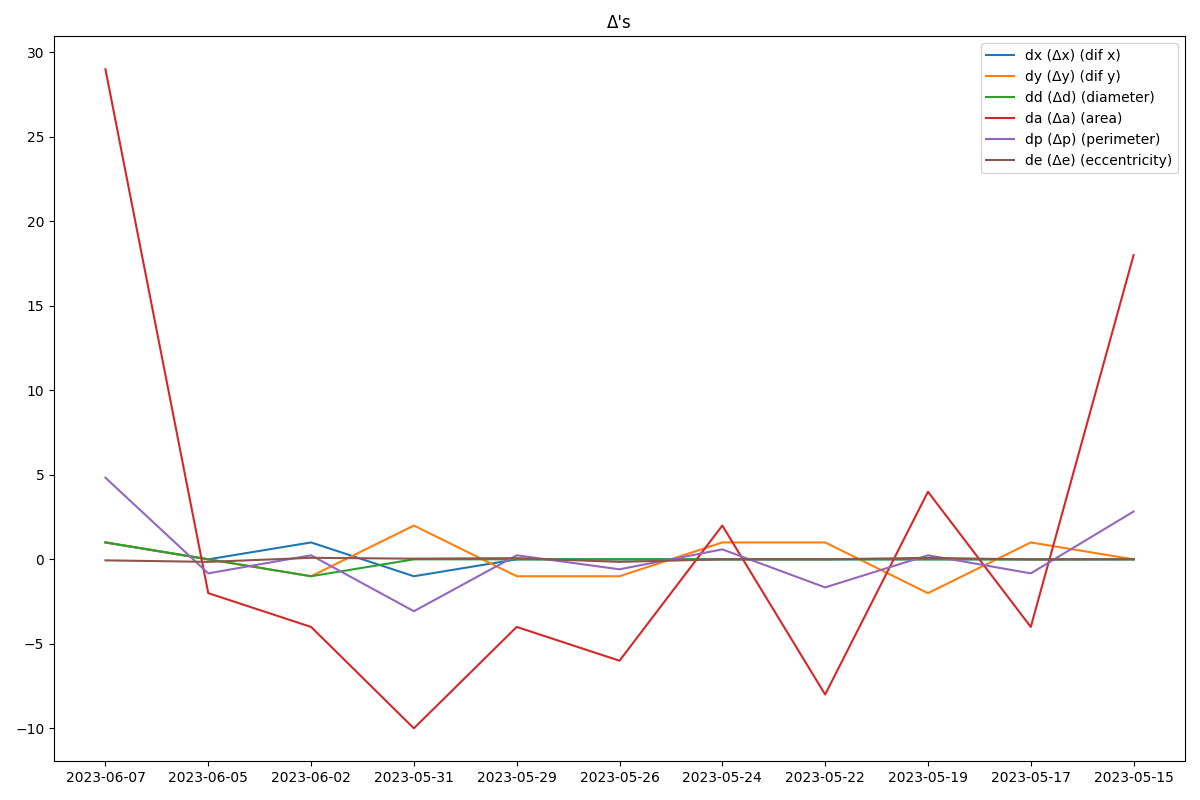 Δ's
dx (Δx) (dif x)
dy (Δy) (dif y)
dd (Δd) (diameter)
da (Δa) (area)
dp (Δp) (perimeter)
de (Δe) (eccentricity)
30
25
20
15
10
5
0
−5
−10
2023-06-07 2023-06-05 2023-06-02 2023-05-31 2023-05-29 2023-05-26 2023-05-24 2023-05-22 2023-05-19 2023-05-17 2023-05-15